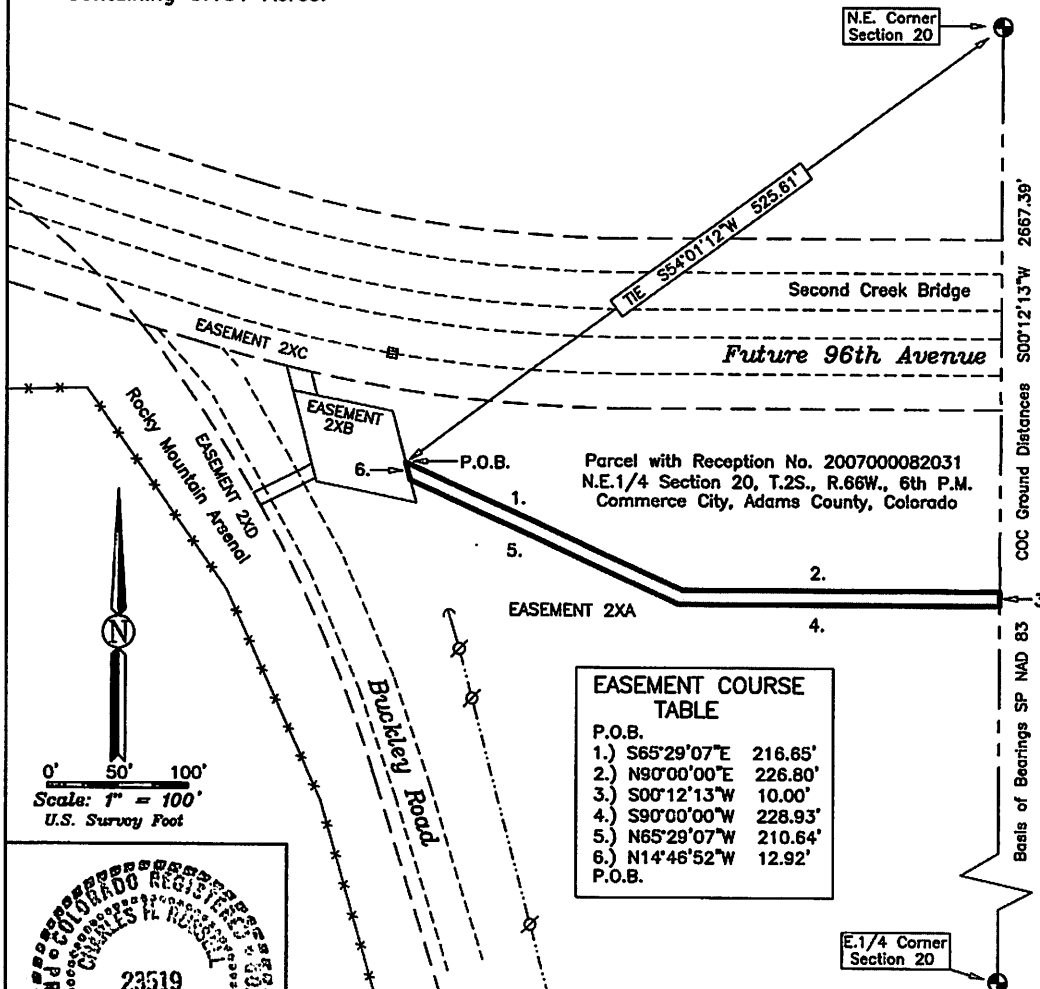 N.E. Corner
Section 20
TIE S54°01'12"W 525.61'
S00°12'13"W 2667.39'
Second Creek Bridge
Future 96th Avenue
EASEMENT 2XC
EASEMENT
2XB
6.
P.O.B.
Parcel with Reception No. 2007000082031
N.E.1/4 Section 20, T.2S., R.66W., 6th P.M.
Commerce City, Adams County, Colorado
COC Ground Distances
EASEMENT 2XD
Rocky Mountain Arsenal
1.
5.
2.
3.
EASEMENT 2XA
4.
Basis of Bearings SP NAD 83
N
Buckley Road
0' 50' 100'
Scale: 1" = 100'
U.S. Survey Foot
EASEMENT COURSE
TABLE
P.O.B.
1.) S65°29'07"E 216.65'
2.) N90°00'00"E 226.80'
3.) S00°12'13"W 10.00'
4.) S90°00'00"W 228.93'
5.) N65°29'07"W 210.64'
6.) N14°46'52"W 12.92'
P.O.B.
COLORADO REGISTERED
CHARLES H. RUSSELL
23519
E.1/4 Corner
Section 20